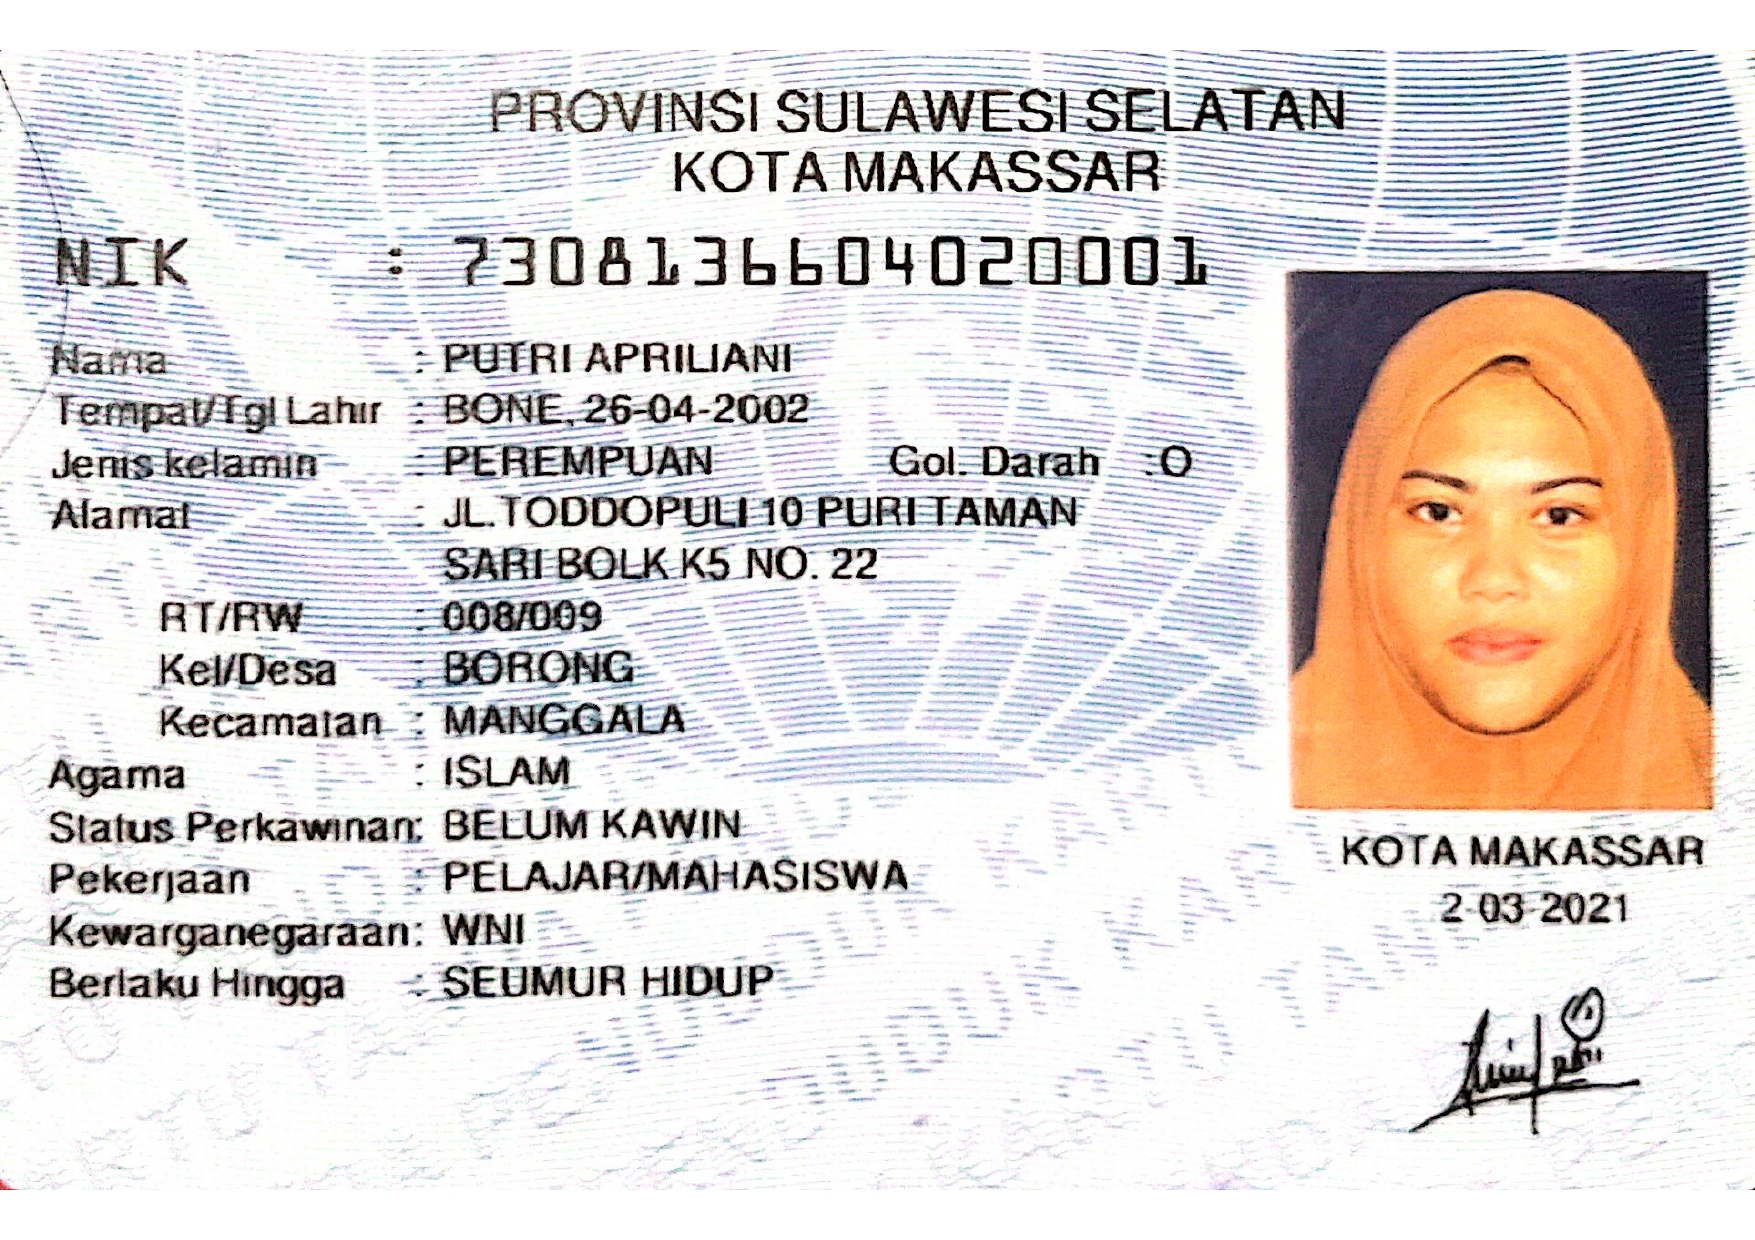 PROVINSI SULAWESI SELATAN
KOTA MAKASSAR
NIK : 7308136604020001
Nama : PUTRI APRILIANI
Tempat/Tgl Lahir : BONE, 26-04-2002
Jenis kelamin : PEREMPUAN Gol. Darah :O
Alamat : JL.TODDOPULI 10 PURI TAMAN
SARI BOLK K5 NO. 22
RT/RW : 008/009
Kel/Desa : BORONG
Kecamatan : MANGGALA
Agama : ISLAM
Status Perkawinan: BELUM KAWIN
Pekerjaan : PELAJAR/MAHASISWA
Kewarganegaraan: WNI
Berlaku Hingga : SEUMUR HIDUP
KOTA MAKASSAR
2-03-2021